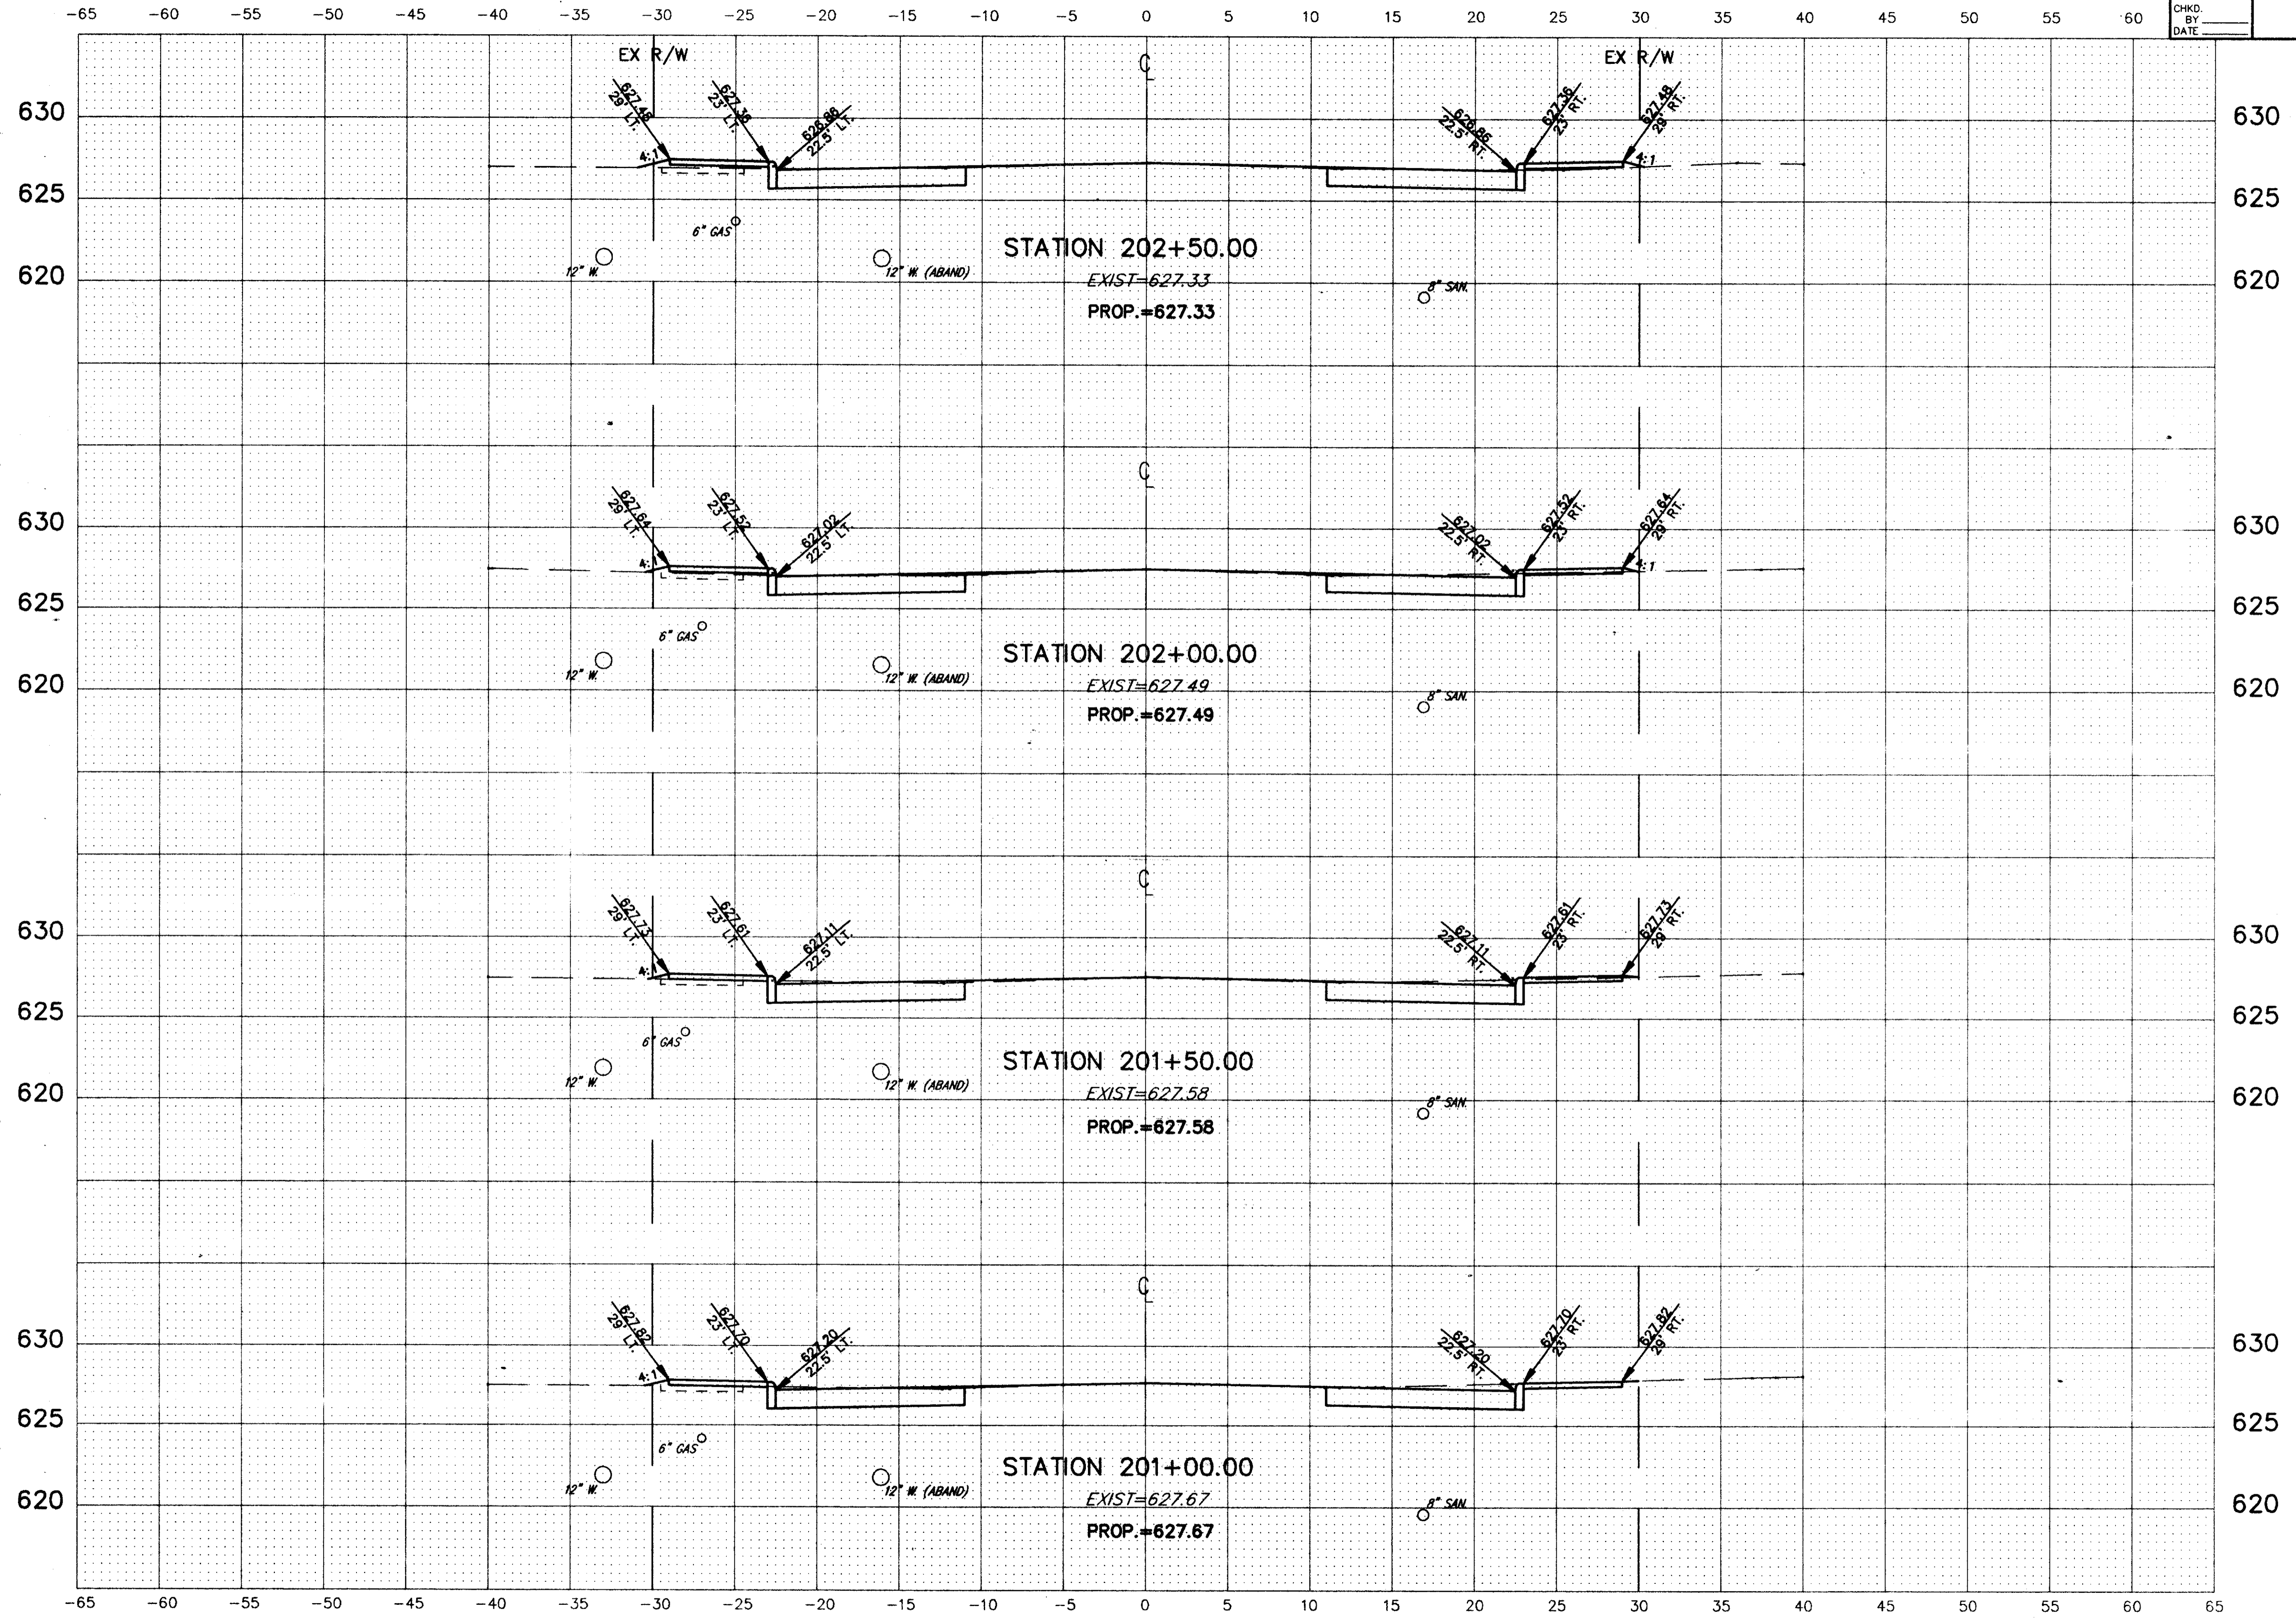 CHKD.
BY
DATE
-65 -60 -55 -50 -45 -40 -35 -30 -25 -20 -15 -10 -5 0 5 10 15 20 25 30 35 40 45 50 55 60
EX R/W EX R/W
℄
627.48 627.36 626.86 626.86 627.36 627.48
29' LT. 23' LT. 22.5' LT. 22.5' RT. 23' RT. 29' RT.
630 630
4:1 4:1
625 625
6" GAS
12" W. 12" W. (ABAND) STATION 202+50.00
620 EXIST=627.33 8" SAN. 620
PROP.=627.33
℄
627.64 627.52 627.02 627.02 627.52 627.64
29' LT. 23' LT. 22.5' LT. 22.5' RT. 23' RT. 29' RT.
630 630
4:1 4:1
625 625
6" GAS
12" W. 12" W. (ABAND) STATION 202+00.00
620 EXIST=627.49 8" SAN. 620
PROP.=627.49
℄
627.73 627.61 627.11 627.11 627.61 627.73
29' LT. 23' LT. 22.5' LT. 22.5' RT. 23' RT. 29' RT.
630 630
4:1
625 625
6" GAS
12" W. 12" W. (ABAND) STATION 201+50.00
620 EXIST=627.58 8" SAN. 620
PROP.=627.58
℄
627.82 627.70 627.20 627.20 627.70 627.82
29' LT. 23' LT. 22.5' LT. 22.5' RT. 23' RT. 29' RT.
630 630
4:1
625 625
6" GAS
12" W. 12" W. (ABAND) STATION 201+00.00
620 EXIST=627.67 8" SAN. 620
PROP.=627.67
-65 -60 -55 -50 -45 -40 -35 -30 -25 -20 -15 -10 -5 0 5 10 15 20 25 30 35 40 45 50 55 60 65